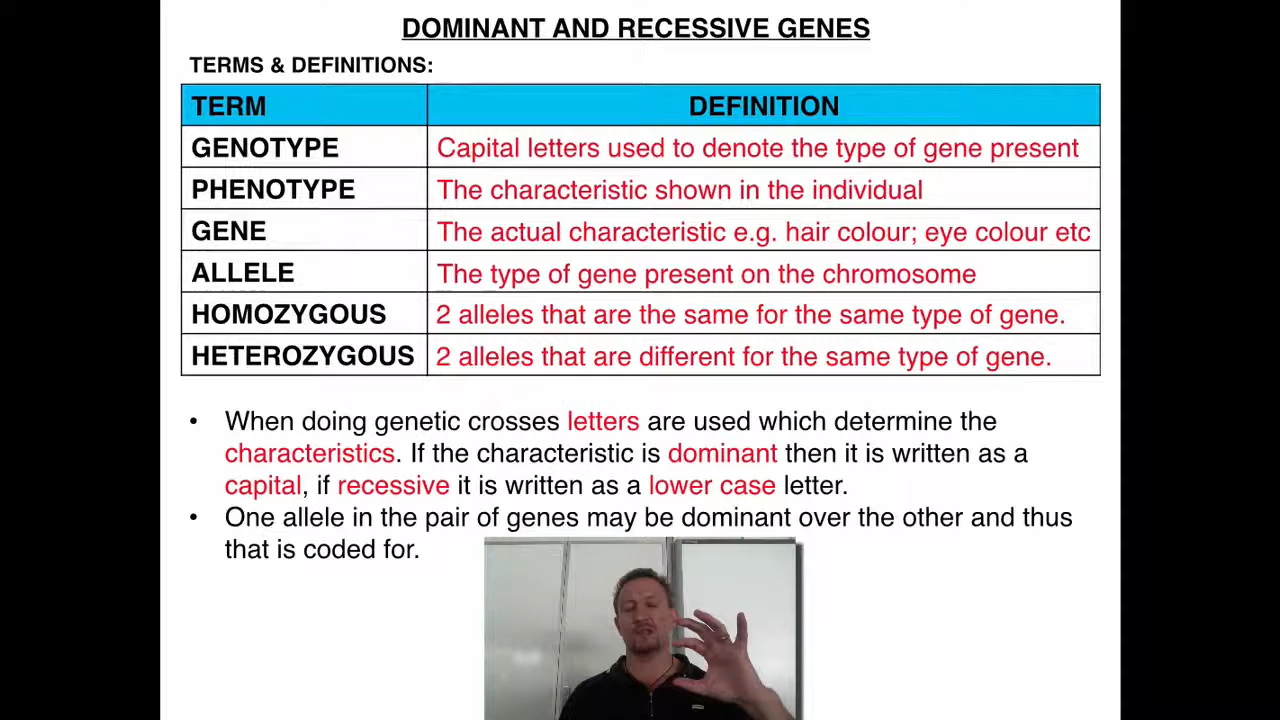 DOMINANT AND RECESSIVE GENES
TERMS & DEFINITIONS:
TERM DEFINITION
GENOTYPE Capital letters used to denote the type of gene present
PHENOTYPE The characteristic shown in the individual
GENE The actual characteristic e.g. hair colour; eye colour etc
ALLELE The type of gene present on the chromosome
HOMOZYGOUS 2 alleles that are the same for the same type of gene.
HETEROZYGOUS 2 alleles that are different for the same type of gene.
• When doing genetic crosses letters are used which determine the
characteristics. If the characteristic is dominant then it is written as a
capital, if recessive it is written as a lower case letter.
• One allele in the pair of genes may be dominant over the other and thus
that is coded for.